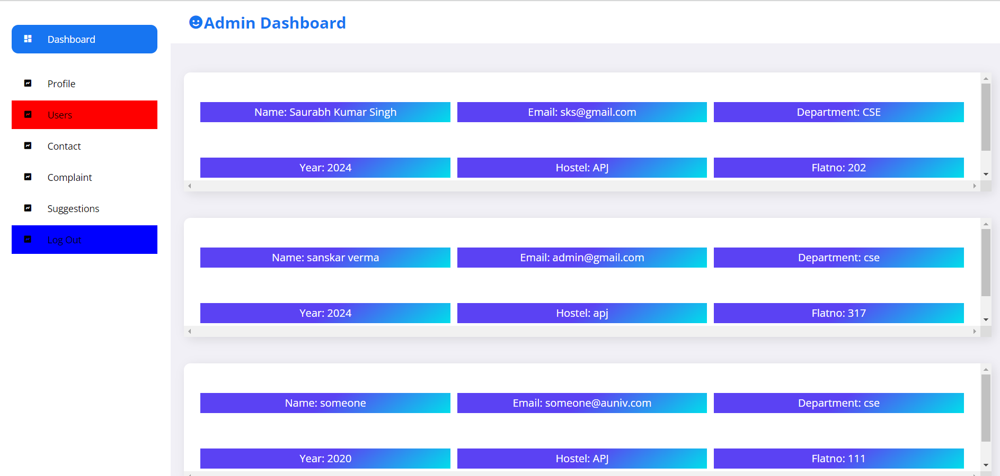 Admin Dashboard
Dashboard
Profile
Users
Contact
Complaint
Suggestions
Log Out
Name: Saurabh Kumar Singh
Email: sks@gmail.com
Department: CSE
Year: 2024
Hostel: APJ
Flatno: 202
Name: sanskar verma
Email: admin@gmail.com
Department: cse
Year: 2024
Hostel: apj
Flatno: 317
Name: someone
Email: someone@auniv.com
Department: cse
Year: 2020
Hostel: APJ
Flatno: 111